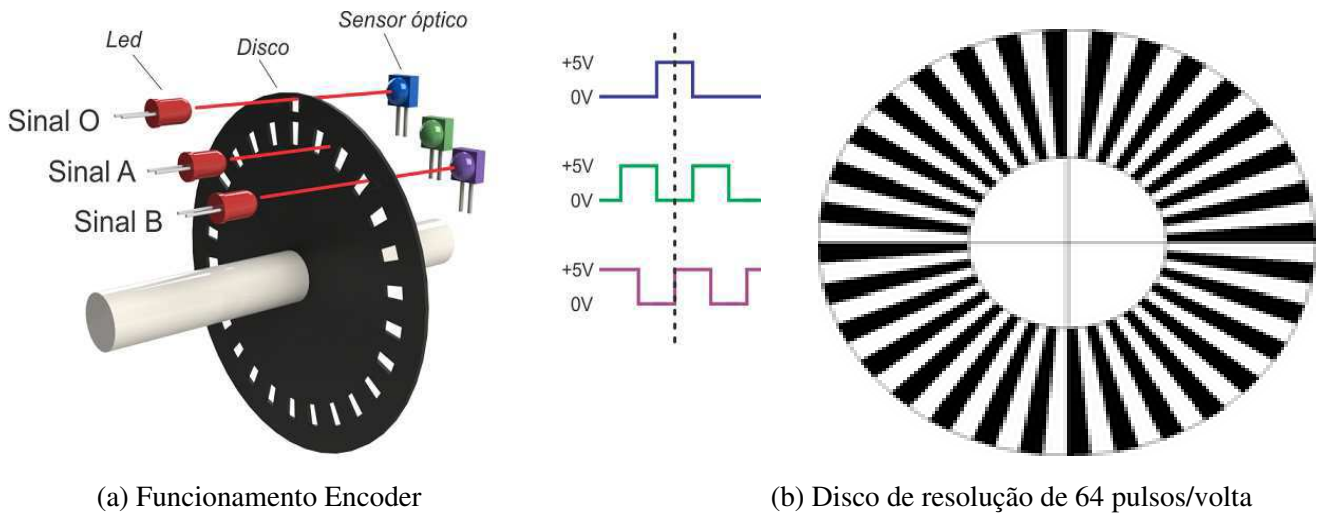 Led
Disco
Sensor óptico
Sinal O
Sinal A
Sinal B
+5V
0V
+5V
0V
+5V
0V
(a) Funcionamento Encoder
(b) Disco de resolução de 64 pulsos/volta